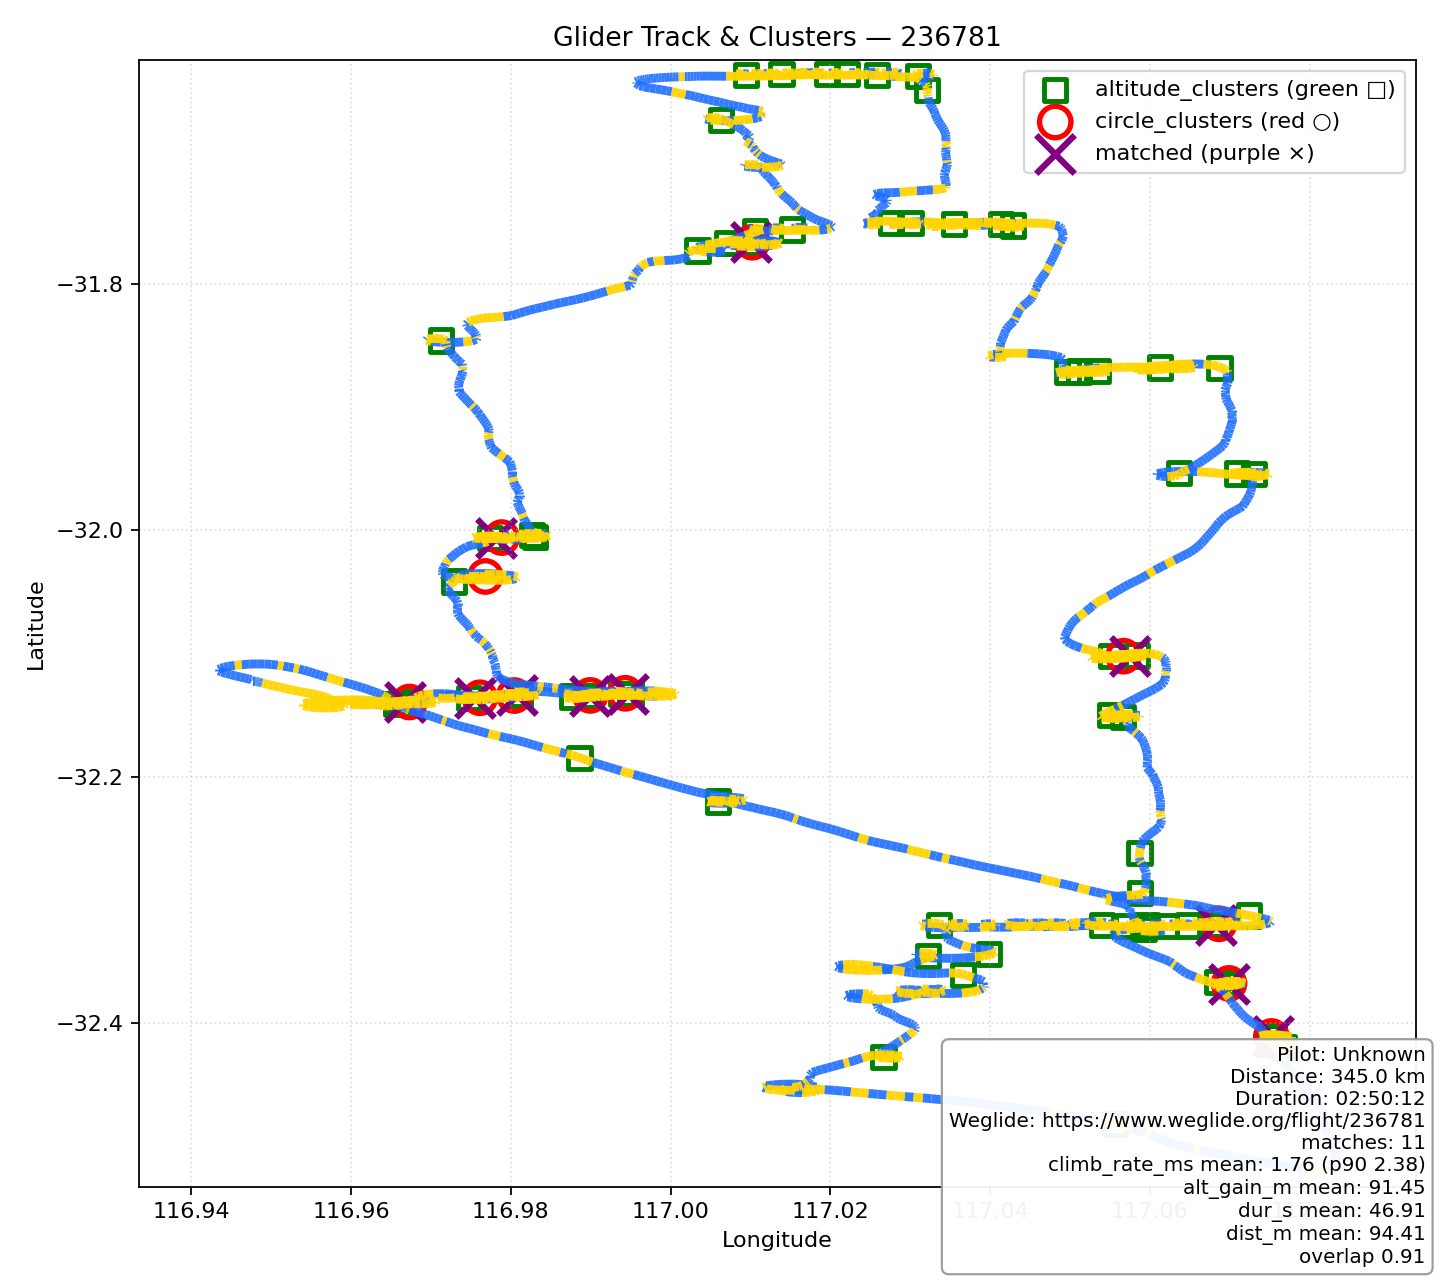 Glider Track & Clusters — 236781
altitude_clusters (green □)
circle_clusters (red ○)
matched (purple ×)
Latitude
−31.8
−32.0
−32.2
−32.4
116.94
116.96
116.98
117.00
117.02
117.04
117.06
Longitude
Pilot: Unknown
Distance: 345.0 km
Duration: 02:50:12
Weglide: https://www.weglide.org/flight/236781
matches: 11
climb_rate_ms mean: 1.76 (p90 2.38)
alt_gain_m mean: 91.45
dur_s mean: 46.91
dist_m mean: 94.41
overlap 0.91